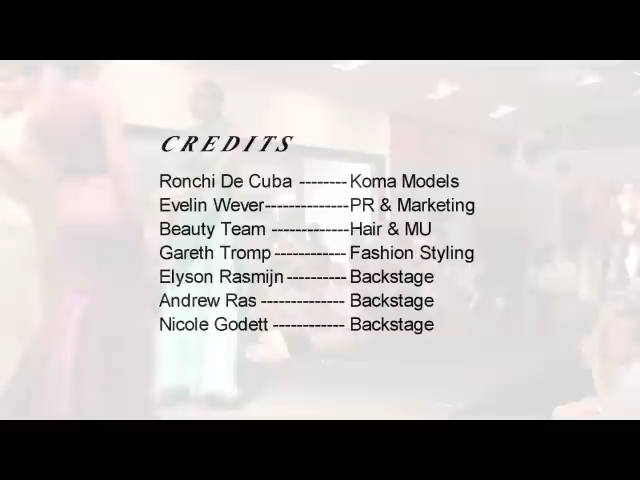 CREDITS
Ronchi De Cuba -------- Koma Models
Evelin Wever--------------PR & Marketing
Beauty Team -------------Hair & MU
Gareth Tromp------------ Fashion Styling
Elyson Rasmijn ---------- Backstage
Andrew Ras -------------- Backstage
Nicole Godett ------------ Backstage